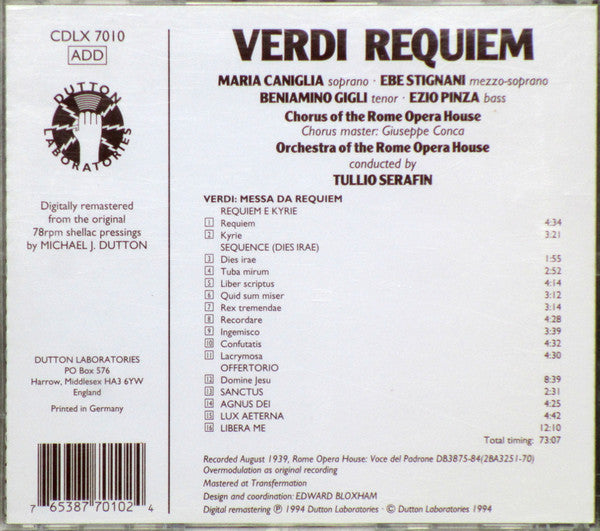 CDLX 7010
ADD
DUTTON
LABORATORIES
Digitally remastered
from the original
78rpm shellac pressings
by MICHAEL J. DUTTON
DUTTON LABORATORIES
PO Box 576
Harrow, Middlesex HA3 6YW
England
Printed in Germany
7 65387 70102 4
VERDI REQUIEM
MARIA CANIGLIA soprano · EBE STIGNANI mezzo-soprano
BENIAMINO GIGLI tenor · EZIO PINZA bass
Chorus of the Rome Opera House
Chorus master: Giuseppe Conca
Orchestra of the Rome Opera House
conducted by
TULLIO SERAFIN
VERDI: MESSA DA REQUIEM
REQUIEM E KYRIE
1 Requiem 4:34
2 Kyrie 3:21
SEQUENCE (DIES IRAE)
3 Dies irae 1:55
4 Tuba mirum 2:52
5 Liber scriptus 4:14
6 Quid sum miser 3:12
7 Rex tremendae 3:14
8 Recordare 4:28
9 Ingemisco 3:39
10 Confutatis 4:32
11 Lacrymosa 4:30
OFFERTORIO
12 Domine Jesu 8:39
13 SANCTUS 2:31
14 AGNUS DEI 4:25
15 LUX AETERNA 4:42
16 LIBERA ME 12:10
Total timing: 73:07
Recorded August 1939, Rome Opera House: Voce del Padrone DB3875-84(2BA3251-70)
Overmodulation as original recording
Mastered at Transfermation
Design and coordination: EDWARD BLOXHAM
Digital remastering ℗ 1994 Dutton Laboratories · © Dutton Laboratories 1994